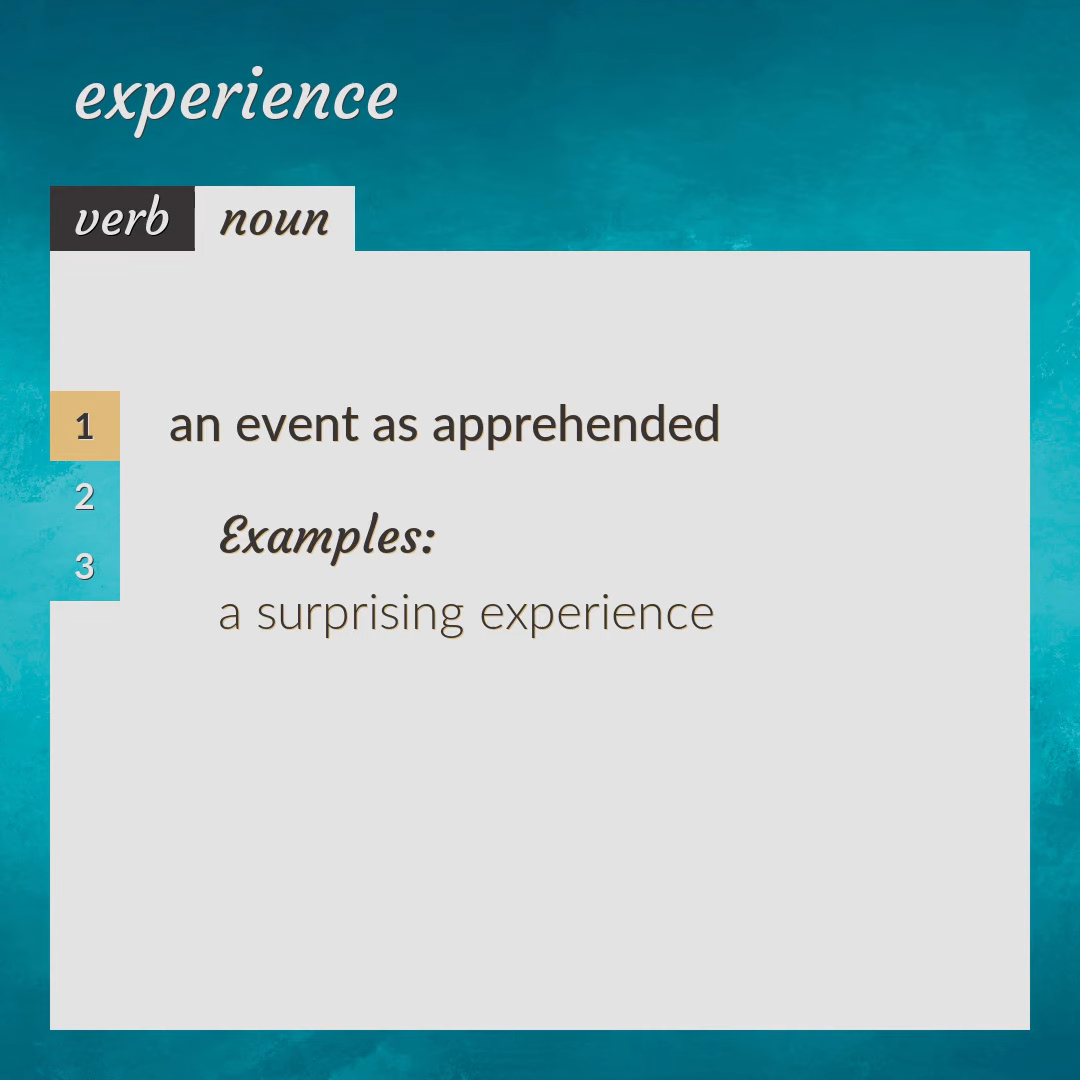 experience
verb noun
1 an event as apprehended
2
Examples:
3
a surprising experience